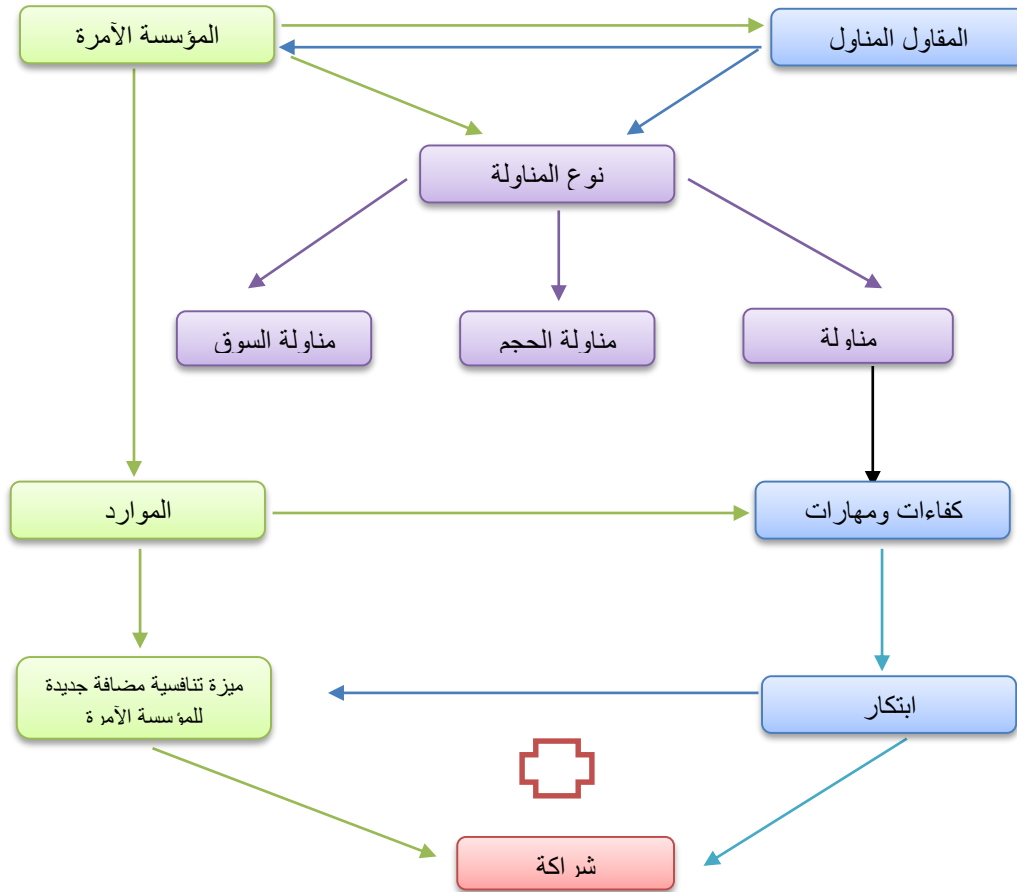 المقاول المناول
المؤسسة الآمرة
نوع المناولة
مناولة
مناولة الحجم
مناولة السوق
كفاءات ومهارات
الموارد
ابتكار
ميزة تنافسية مضافة جديدة
للمؤسسة الآمرة
شراكة